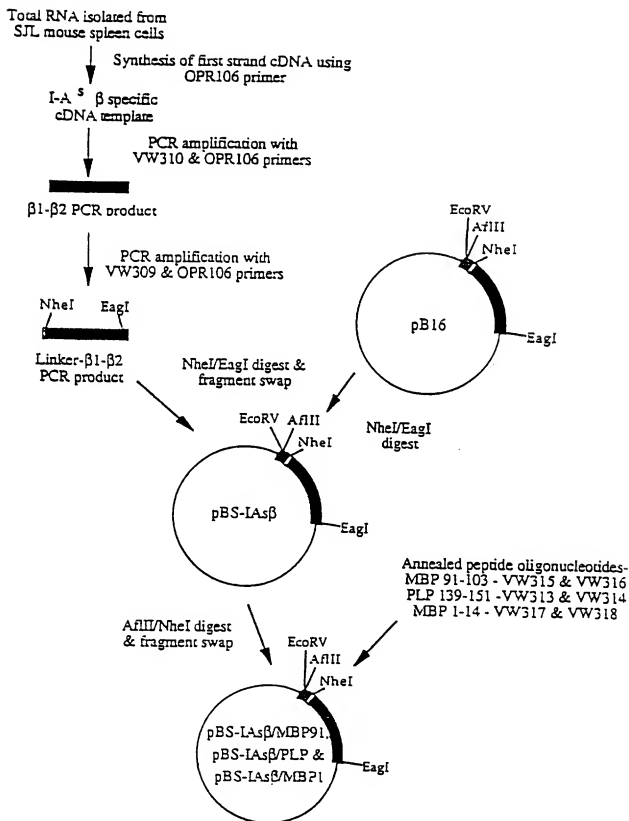 Total RNA isolated from
SJL mouse spleen cells
Synthesis of first strand cDNA using
OPR106 primer
I-A s β specific
cDNA template
PCR amplification with
VW310 & OPR106 primers
β1-β2 PCR product
PCR amplification with
VW309 & OPR106 primers
NheI EagI
Linker-β1-β2
PCR product
EcoRV
AflII
NheI
pB16
EagI
NheI/EagI digest &
fragment swap
NheI/EagI
digest
EcoRV AflII
NheI
pBS-IAsβ
EagI
Annealed peptide oligonucleotides-
MBP 91-103 - VW315 & VW316
PLP 139-151 -VW313 & VW314
MBP 1-14 - VW317 & VW318
AflII/NheI digest
& fragment swap
EcoRV
AflII
NheI
pBS-IAsβ/MBP91,
pBS-IAsβ/PLP &
pBS-IAsβ/MBP1
EagI